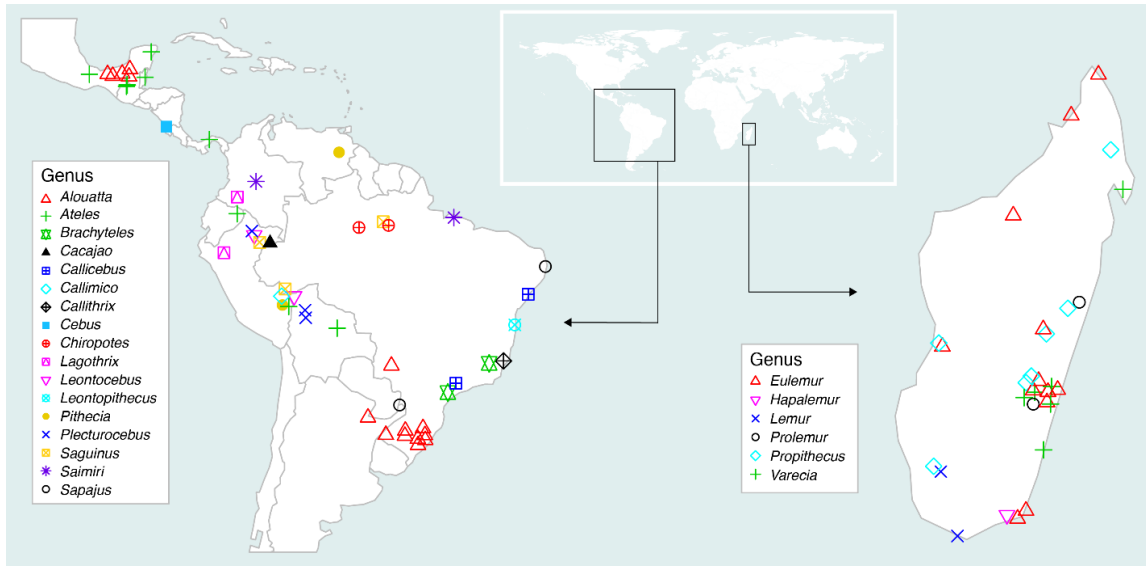 Genus
Alouatta
Ateles
Brachyteles
Cacajao
Callicebus
Callimico
Callithrix
Cebus
Chiropotes
Lagothrix
Leontocebus
Leontopithecus
Pithecia
Plecturocebus
Saguinus
Saimiri
Sapajus
Genus
Eulemur
Hapalemur
Lemur
Prolemur
Propithecus
Varecia